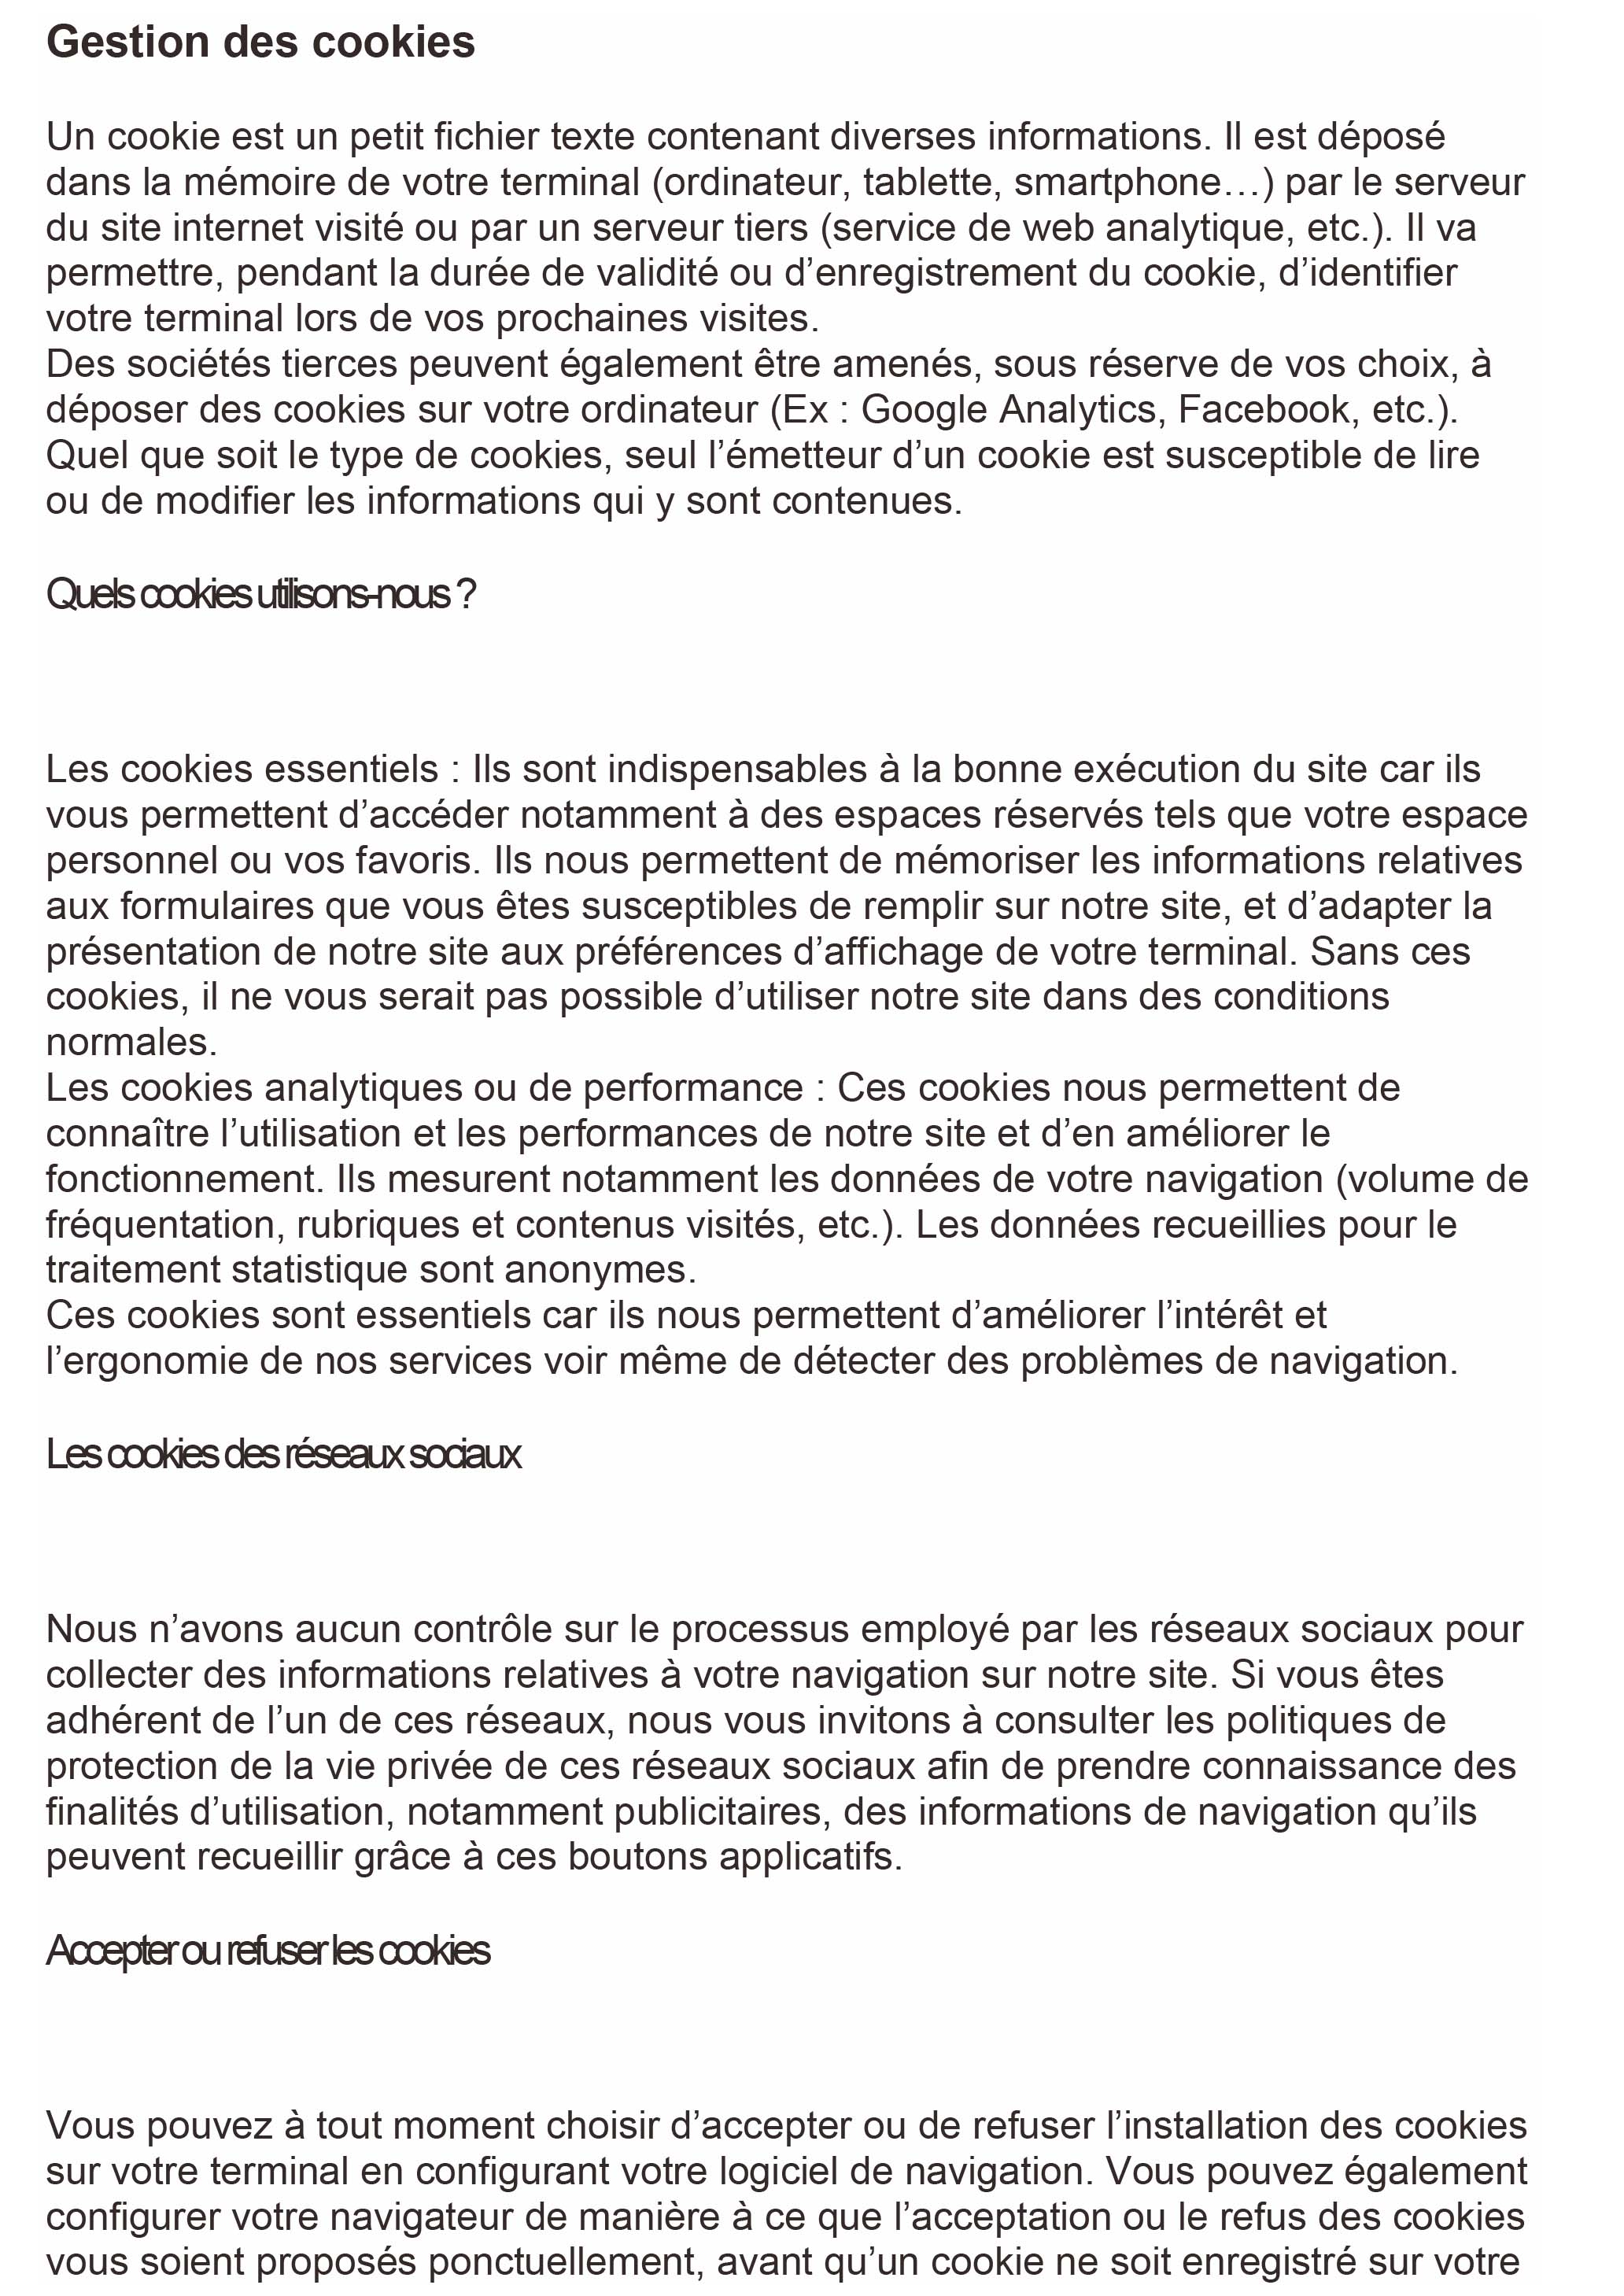 Gestion des cookies
Un cookie est un petit fichier texte contenant diverses informations. Il est déposé
dans la mémoire de votre terminal (ordinateur, tablette, smartphone…) par le serveur
du site internet visité ou par un serveur tiers (service de web analytique, etc.). Il va
permettre, pendant la durée de validité ou d’enregistrement du cookie, d’identifier
votre terminal lors de vos prochaines visites.
Des sociétés tierces peuvent également être amenés, sous réserve de vos choix, à
déposer des cookies sur votre ordinateur (Ex : Google Analytics, Facebook, etc.).
Quel que soit le type de cookies, seul l’émetteur d’un cookie est susceptible de lire
ou de modifier les informations qui y sont contenues.
Quels cookies utilisons-nous ?
Les cookies essentiels : Ils sont indispensables à la bonne exécution du site car ils
vous permettent d’accéder notamment à des espaces réservés tels que votre espace
personnel ou vos favoris. Ils nous permettent de mémoriser les informations relatives
aux formulaires que vous êtes susceptibles de remplir sur notre site, et d’adapter la
présentation de notre site aux préférences d’affichage de votre terminal. Sans ces
cookies, il ne vous serait pas possible d’utiliser notre site dans des conditions
normales.
Les cookies analytiques ou de performance : Ces cookies nous permettent de
connaître l’utilisation et les performances de notre site et d’en améliorer le
fonctionnement. Ils mesurent notamment les données de votre navigation (volume de
fréquentation, rubriques et contenus visités, etc.). Les données recueillies pour le
traitement statistique sont anonymes.
Ces cookies sont essentiels car ils nous permettent d’améliorer l’intérêt et
l’ergonomie de nos services voir même de détecter des problèmes de navigation.
Les cookies des réseaux sociaux
Nous n’avons aucun contrôle sur le processus employé par les réseaux sociaux pour
collecter des informations relatives à votre navigation sur notre site. Si vous êtes
adhérent de l’un de ces réseaux, nous vous invitons à consulter les politiques de
protection de la vie privée de ces réseaux sociaux afin de prendre connaissance des
finalités d’utilisation, notamment publicitaires, des informations de navigation qu’ils
peuvent recueillir grâce à ces boutons applicatifs.
Accepter ou refuser les cookies
Vous pouvez à tout moment choisir d’accepter ou de refuser l’installation des cookies
sur votre terminal en configurant votre logiciel de navigation. Vous pouvez également
configurer votre navigateur de manière à ce que l’acceptation ou le refus des cookies
vous soient proposés ponctuellement, avant qu’un cookie ne soit enregistré sur votre